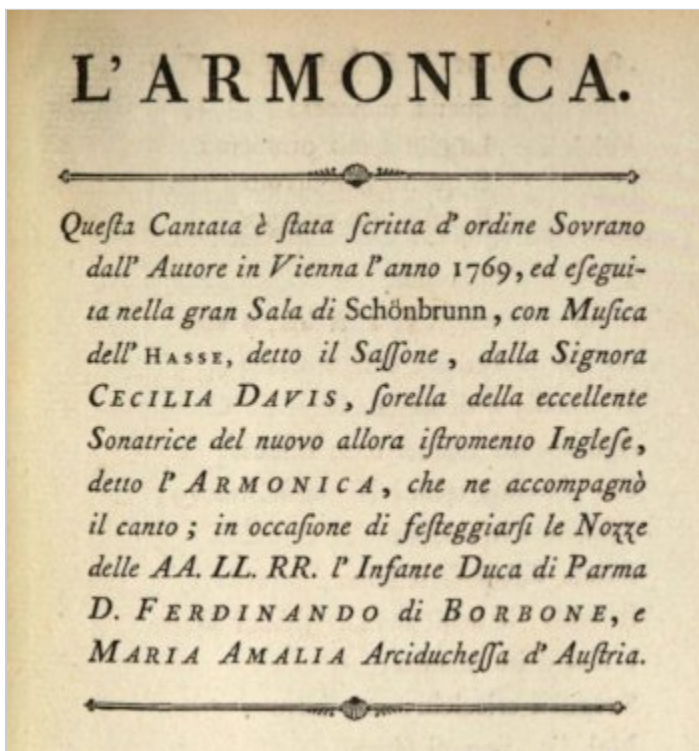 L'ARMONICA.
Queſta Cantata è ſtata ſcritta d' ordine Sovrano
dall' Autore in Vienna l' anno 1769, ed eſegui-
ta nella gran Sala di Schönbrunn, con Muſica
dell' HASSE, detto il Saſſone, dalla Signora
CECILIA DAVIS, ſorella della eccellente
Sonatrice del nuovo allora iſtromento Ingleſe,
detto l' ARMONICA, che ne accompagnò
il canto; in occaſione di feſteggiarſi le Nozze
delle AA. LL. RR. l' Infante Duca di Parma
D. FERDINANDO di BORBONE, e
MARIA AMALIA Arciducheſſa d' Auſtria.